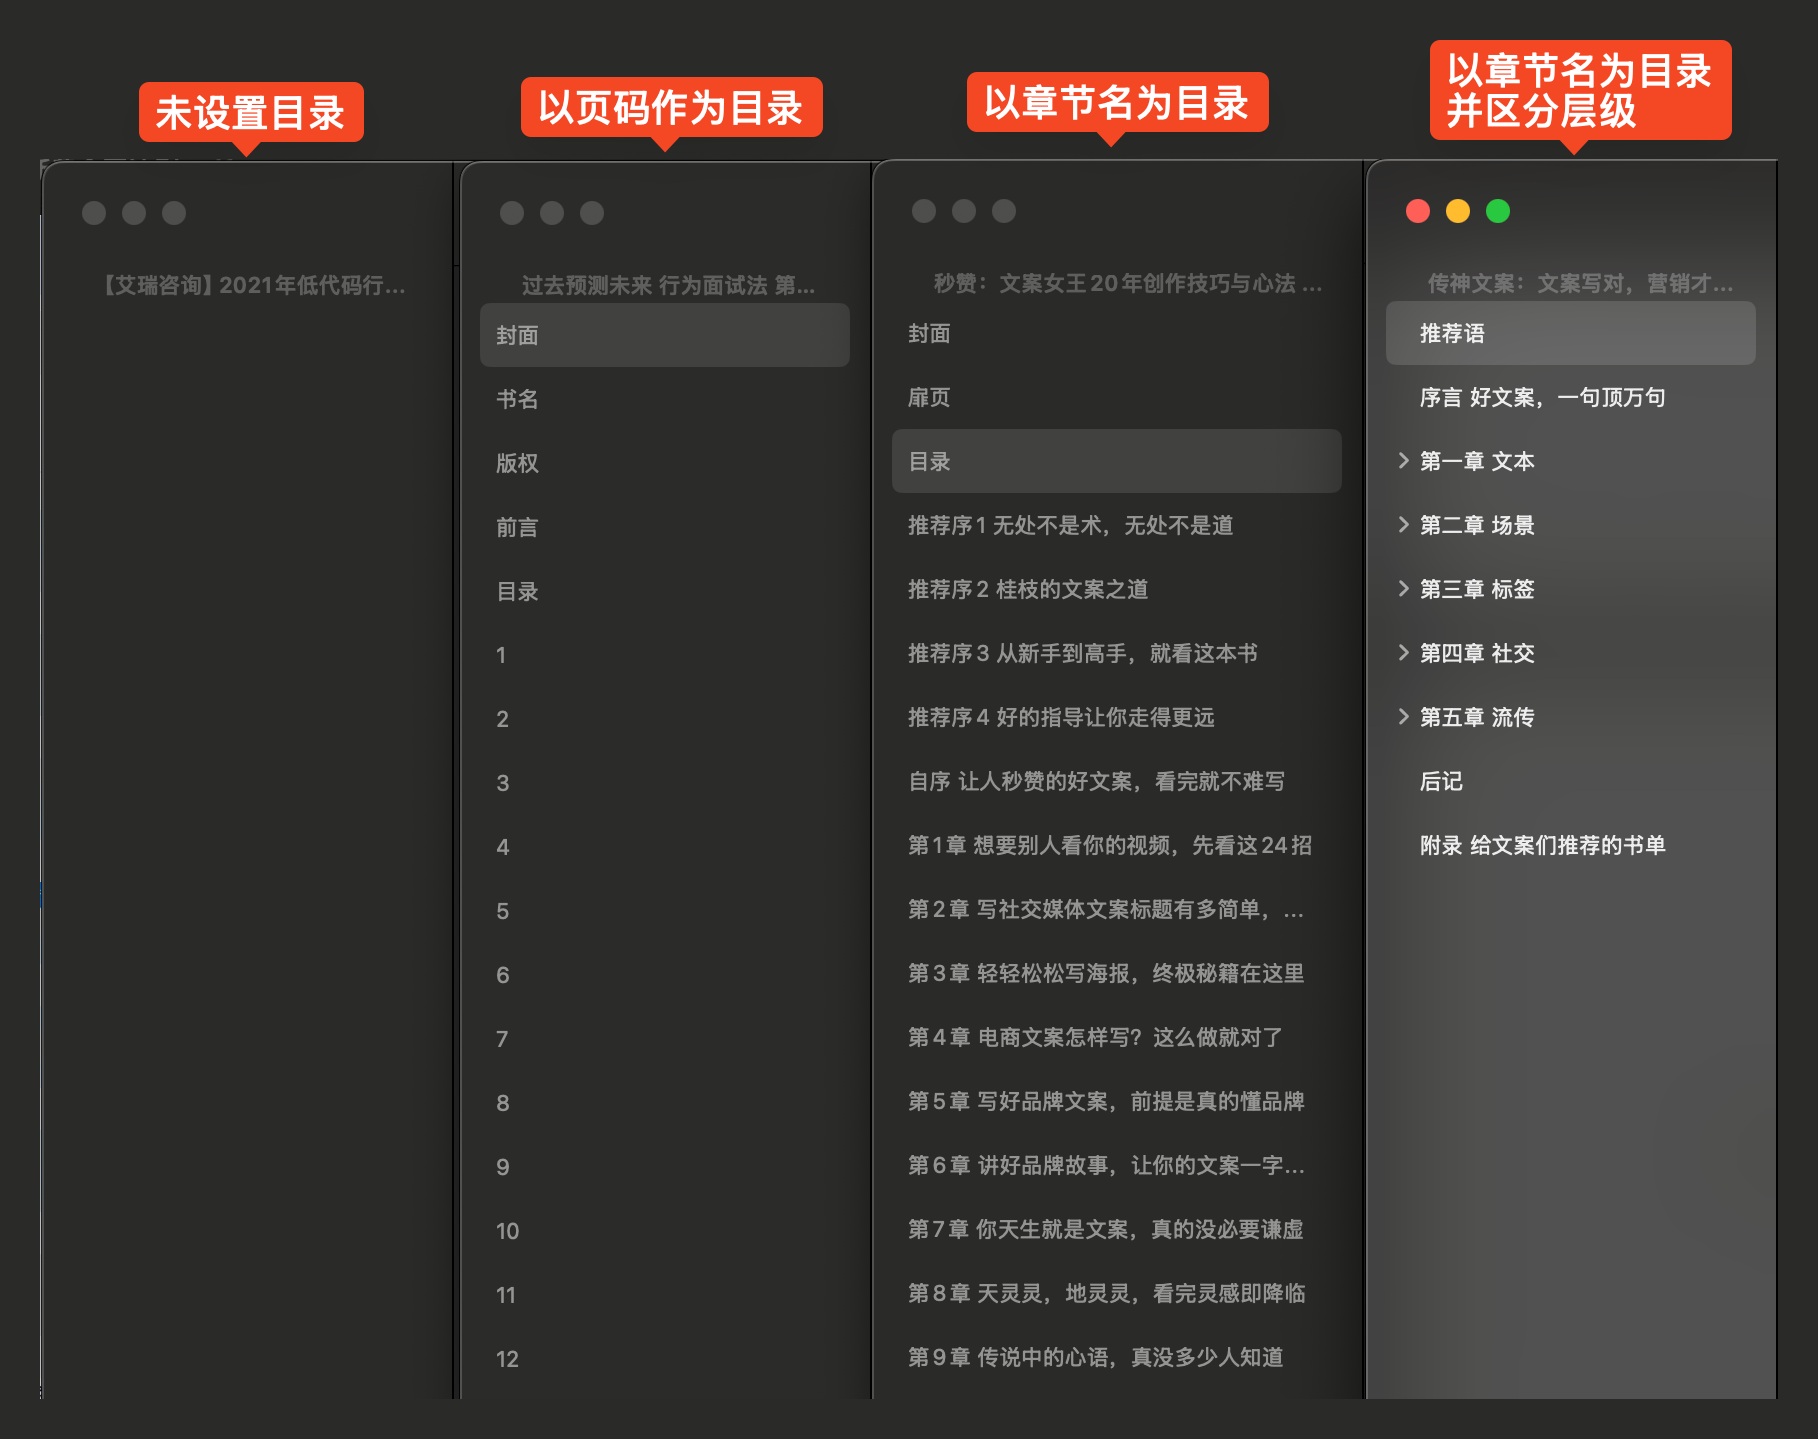 未设置目录
【艾瑞咨询】2021年低代码行...
以页码作为目录
过去预测未来 行为面试法 第...
封面
书名
版权
前言
目录
1
2
3
4
5
6
7
8
9
10
11
12
以章节名为目录
秒赞：文案女王20年创作技巧与心法 ...
封面
扉页
目录
推荐序1 无处不是术，无处不是道
推荐序2 桂枝的文案之道
推荐序3 从新手到高手，就看这本书
推荐序4 好的指导让你走得更远
自序 让人秒赞的好文案，看完就不难写
第1章 想要别人看你的视频，先看这24招
第2章 写社交媒体文案标题有多简单，...
第3章 轻轻松松写海报，终极秘籍在这里
第4章 电商文案怎样写？这么做就对了
第5章 写好品牌文案，前提是真的懂品牌
第6章 讲好品牌故事，让你的文案一字...
第7章 你天生就是文案，真的没必要谦虚
第8章 天灵灵，地灵灵，看完灵感即降临
第9章 传说中的心语，真没多少人知道
以章节名为目录
并区分层级
传神文案：文案写对，营销才...
推荐语
序言 好文案，一句顶万句
第一章 文本
第二章 场景
第三章 标签
第四章 社交
第五章 流传
后记
附录 给文案们推荐的书单